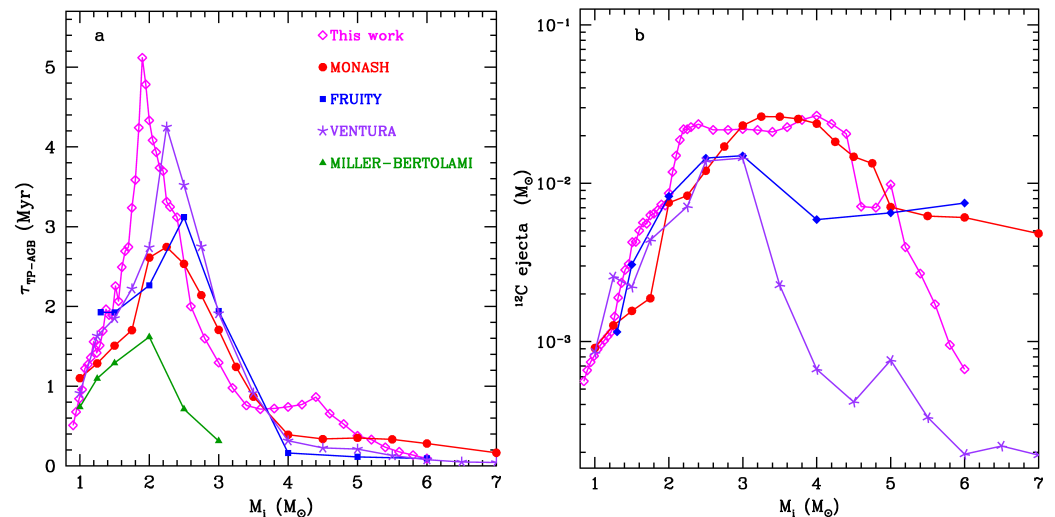 a
This work
MONASH
FRUITY
VENTURA
MILLER-BERTOLAMI
τTP-AGB (Myr)
5
4
3
2
1
0
1 2 3 4 5 6 7
Mi (M⊙)
b
¹²C ejecta (M⊙)
10⁻¹
10⁻²
10⁻³
1 2 3 4 5 6 7
Mi (M⊙)